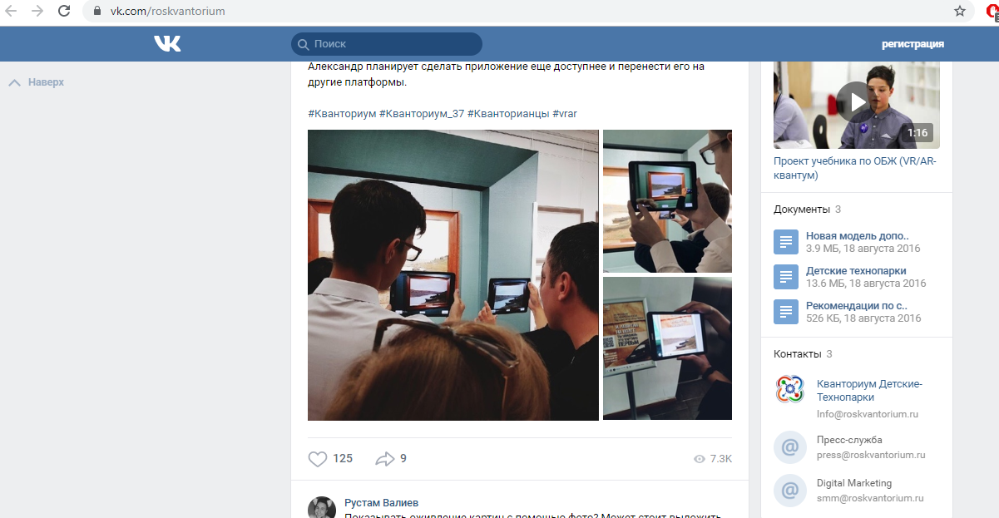 vk.com/roskvantorium
Поиск
регистрация
Наверх
Александр планирует сделать приложение еще доступнее и перенести его на
другие платформы.
#Кванториум #Кванториум_37 #Кванторианцы #vrar
ПЕРВЫМ
125
9
7.3K
Рустам Валиев
Показывать оживление картин с помощью фото? Может стоит выложить
1:16
Проект учебника по ОБЖ (VR/AR-
квантум)
Документы 3
Новая модель допо..
3.9 МБ, 18 августа 2016
Детские технопарки
13.6 МБ, 18 августа 2016
Рекомендации по с..
526 КБ, 18 августа 2016
Контакты 3
Кванториум Детские-
Технопарки
Info@roskvantorium.ru
Пресс-служба
press@roskvantorium.ru
Digital Marketing
smm@roskvantorium.ru